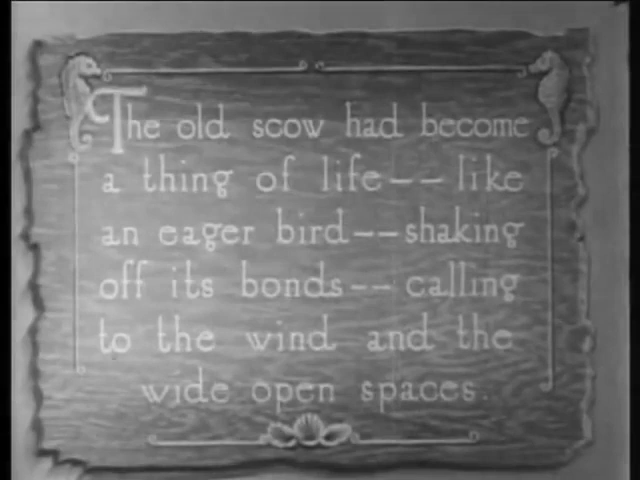 The old scow had become
a thing of life -- like
an eager bird -- shaking
off its bonds -- calling
to the wind and the
wide open spaces.